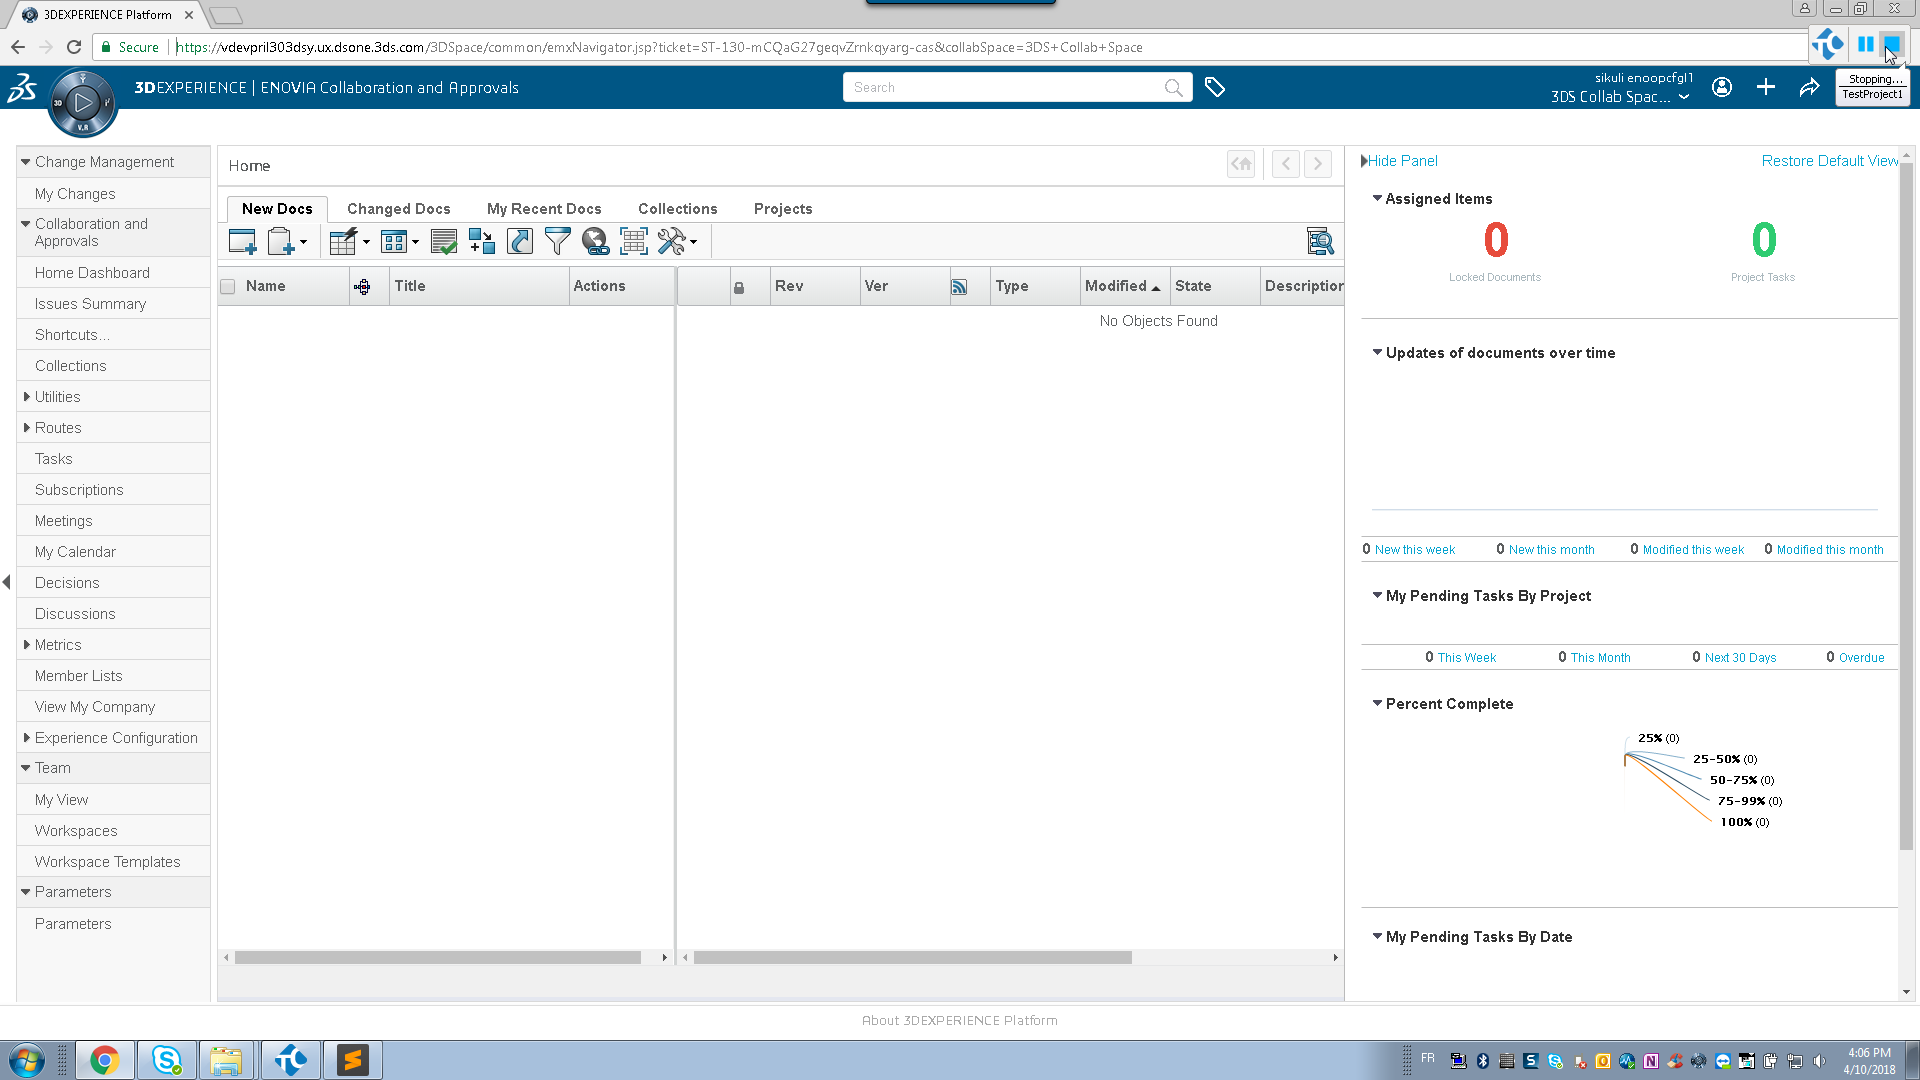 3DEXPERIENCE Platform
Secure
https://vdevpril303dsy.ux.dsone.3ds.com/3DSpace/common/emxNavigator.jsp?ticket=ST-130-mCQaG27geqvZrnkqyarg-cas&collabSpace=3DS+Collab+Space
3DEXPERIENCE | ENOVIA Collaboration and Approvals
3D
V.R
Search
sikuli enoopcfgl1
3DS Collab Spac...
Stopping...
TestProject1
Change Management
My Changes
Collaboration and
Approvals
Home Dashboard
Issues Summary
Shortcuts...
Collections
Utilities
Routes
Tasks
Subscriptions
Meetings
My Calendar
Decisions
Discussions
Metrics
Member Lists
View My Company
Experience Configuration
Team
My View
Workspaces
Workspace Templates
Parameters
Parameters
Home
New Docs Changed Docs My Recent Docs Collections Projects
Name Title Actions Rev Ver Type Modified State Description
No Objects Found
Hide Panel
Restore Default View
Assigned Items
0 0
Locked Documents Project Tasks
Updates of documents over time
0 New this week 0 New this month 0 Modified this week 0 Modified this month
My Pending Tasks By Project
0 This Week 0 This Month 0 Next 30 Days 0 Overdue
Percent Complete
25% (0)
25-50% (0)
50-75% (0)
75-99% (0)
100% (0)
My Pending Tasks By Date
About 3DEXPERIENCE Platform
FR
4:06 PM
4/10/2018